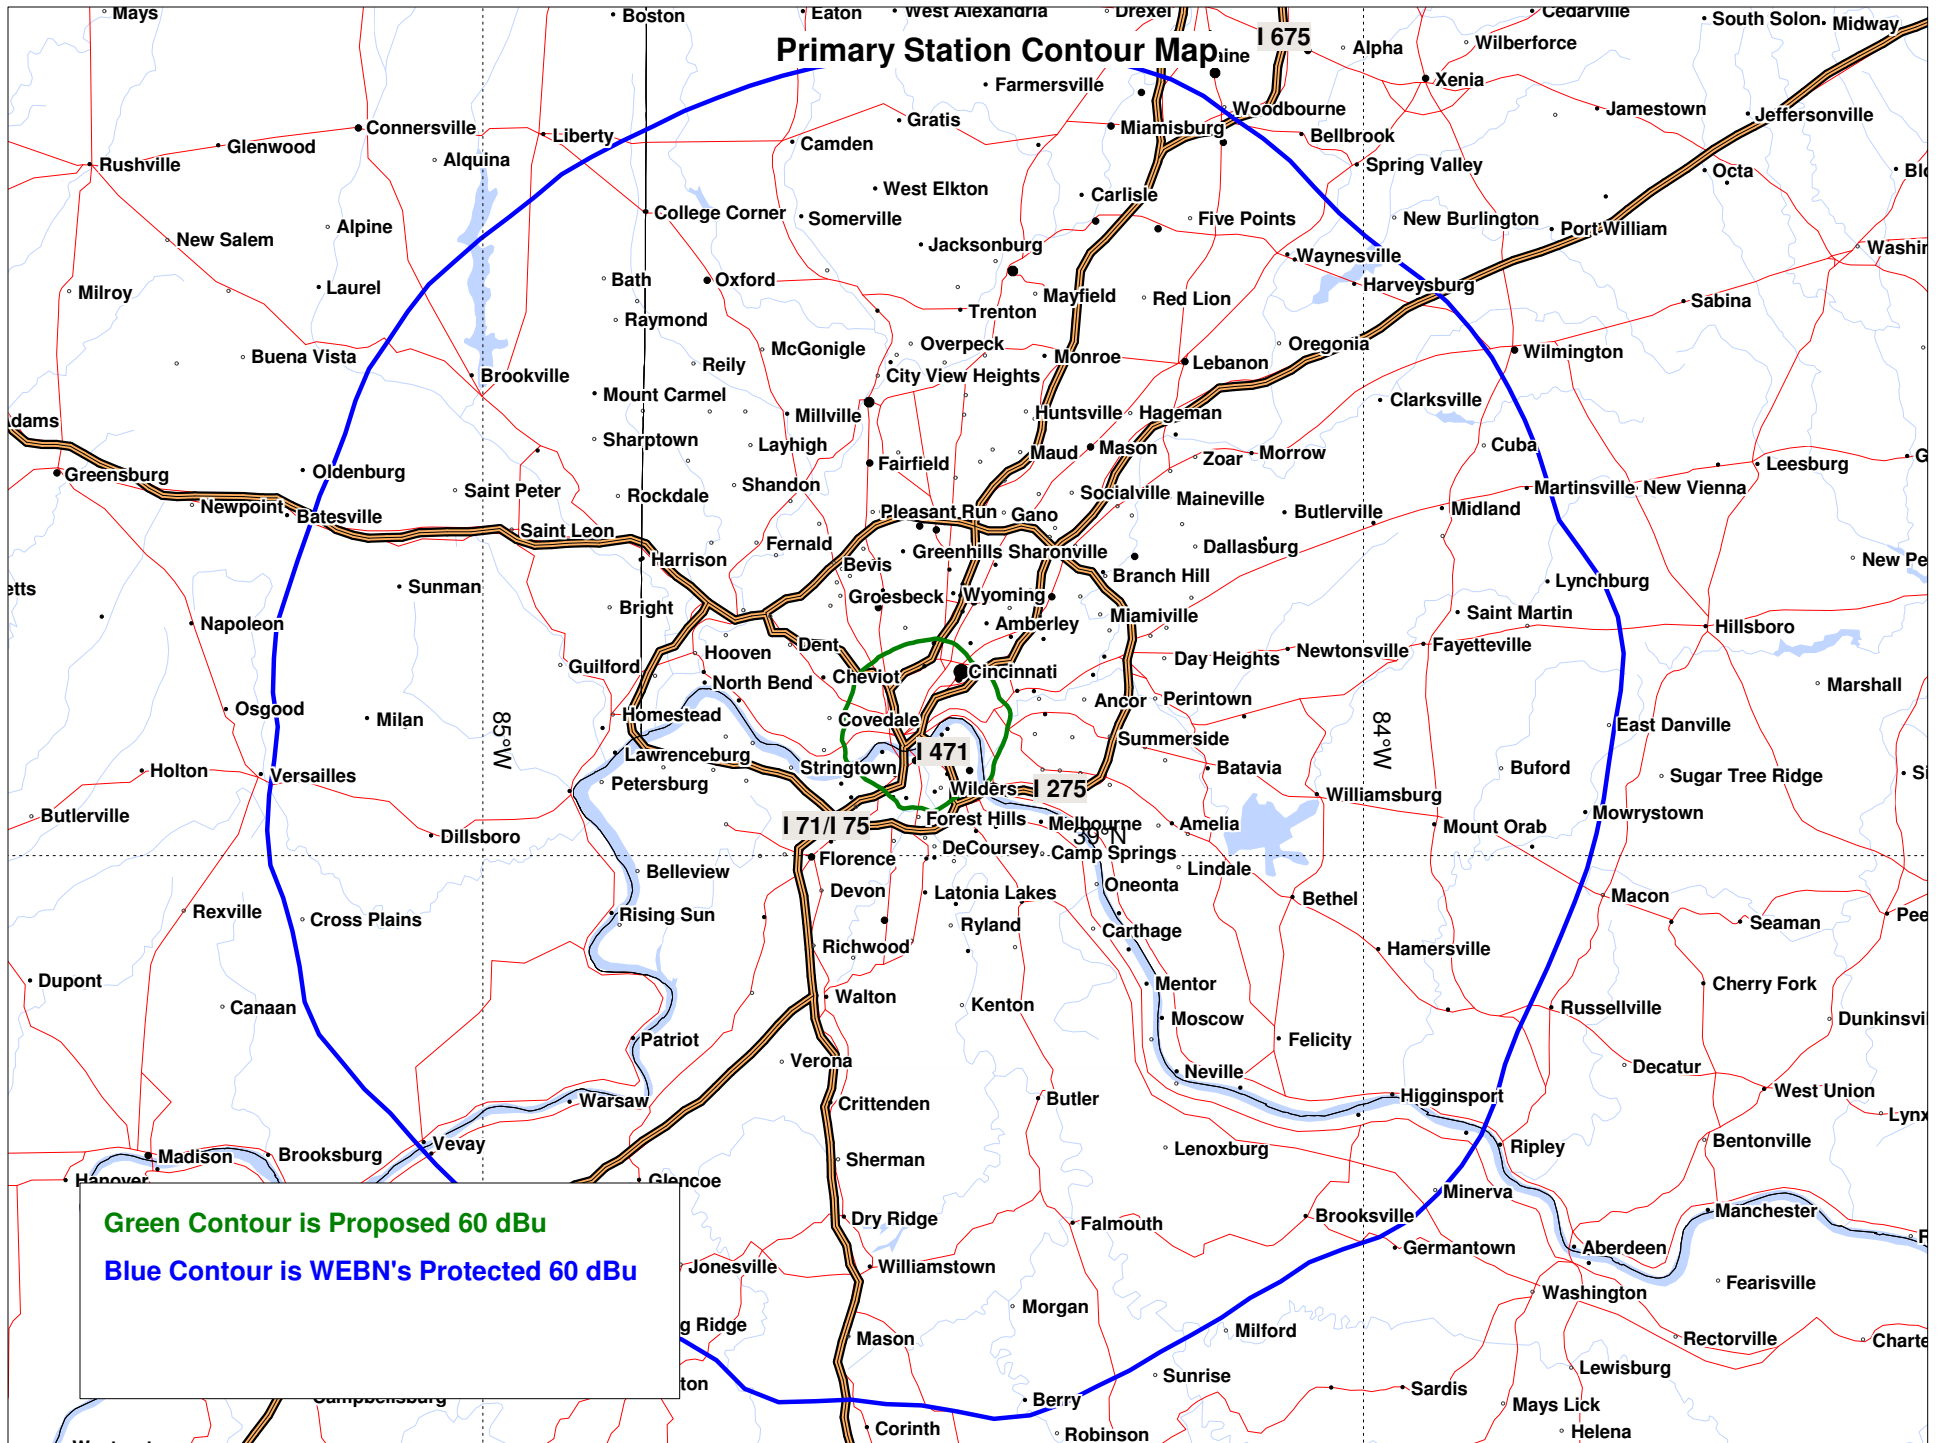 Mays
Boston
Eaton
West Alexandria
Drexel
I 675
Cedarville
South Solon
Midway
Primary Station Contour Map
Alpha
Wilberforce
Xenia
Farmersville
Woodbourne
Jamestown
Jeffersonville
Connersville
Liberty
Gratis
Miamisburg
Bellbrook
Glenwood
Camden
Rushville
Alquina
Spring Valley
Octa
West Elkton
Carlisle
College Corner
Somerville
Five Points
New Burlington
Port William
New Salem
Alpine
Jacksonburg
Waynesville
Milroy
Laurel
Bath
Oxford
Mayfield
Red Lion
Harveysburg
Sabina
Raymond
Trenton
Buena Vista
McGonigle
Overpeck
Monroe
Oregonia
Wilmington
Brookville
Reily
City View Heights
Lebanon
Mount Carmel
Millville
Huntsville
Hageman
Clarksville
Sharptown
Layhigh
Maud
Mason
Cuba
Greensburg
Oldenburg
Fairfield
Zoar
Morrow
Leesburg
Saint Peter
Rockdale
Shandon
Socialville
Maineville
Martinsville
New Vienna
Newpoint
Batesville
Pleasant Run
Gano
Butlerville
Midland
Saint Leon
Fernald
Greenhills
Sharonville
Dallasburg
Harrison
Bevis
Branch Hill
Sunman
Groesbeck
Wyoming
Lynchburg
Bright
Miamiville
Saint Martin
Napoleon
Amberley
Hillsboro
Dent
Hooven
Guilford
Cheviot
Cincinnati
Day Heights
Newtonsville
Fayetteville
North Bend
Ancor
Perintown
Marshall
Osgood
Milan
Homestead
Covedale
East Danville
85°W
84°W
Summerside
Lawrenceburg
Stringtown
I 471
Batavia
Buford
Holton
Versailles
Petersburg
Wilders
I 275
Williamsburg
Sugar Tree Ridge
Butlerville
Dillsboro
I 71/I 75
Forest Hills
Melbourne
39°N
Amelia
Mount Orab
Mowrystown
Florence
DeCoursey
Camp Springs
Lindale
Belleview
Devon
Latonia Lakes
Oneonta
Bethel
Macon
Rexville
Cross Plains
Rising Sun
Ryland
Carthage
Seaman
Richwood
Hamersville
Dupont
Canaan
Walton
Kenton
Mentor
Cherry Fork
Moscow
Russellville
Patriot
Verona
Felicity
Decatur
Neville
Warsaw
Crittenden
Butler
Higginsport
West Union
Madison
Brooksburg
Vevay
Sherman
Lenoxburg
Ripley
Bentonville
Hanover
Glencoe
Minerva
Green Contour is Proposed 60 dBu
Dry Ridge
Falmouth
Brooksville
Manchester
Germantown
Aberdeen
Blue Contour is WEBN's Protected 60 dBu
Jonesville
Williamstown
Washington
Fearisville
Morgan
g Ridge
Mason
Milford
Rectorville
Lewisburg
ton
Sunrise
Sardis
Campbellsburg
Berry
Mays Lick
Corinth
Robinson
Helena